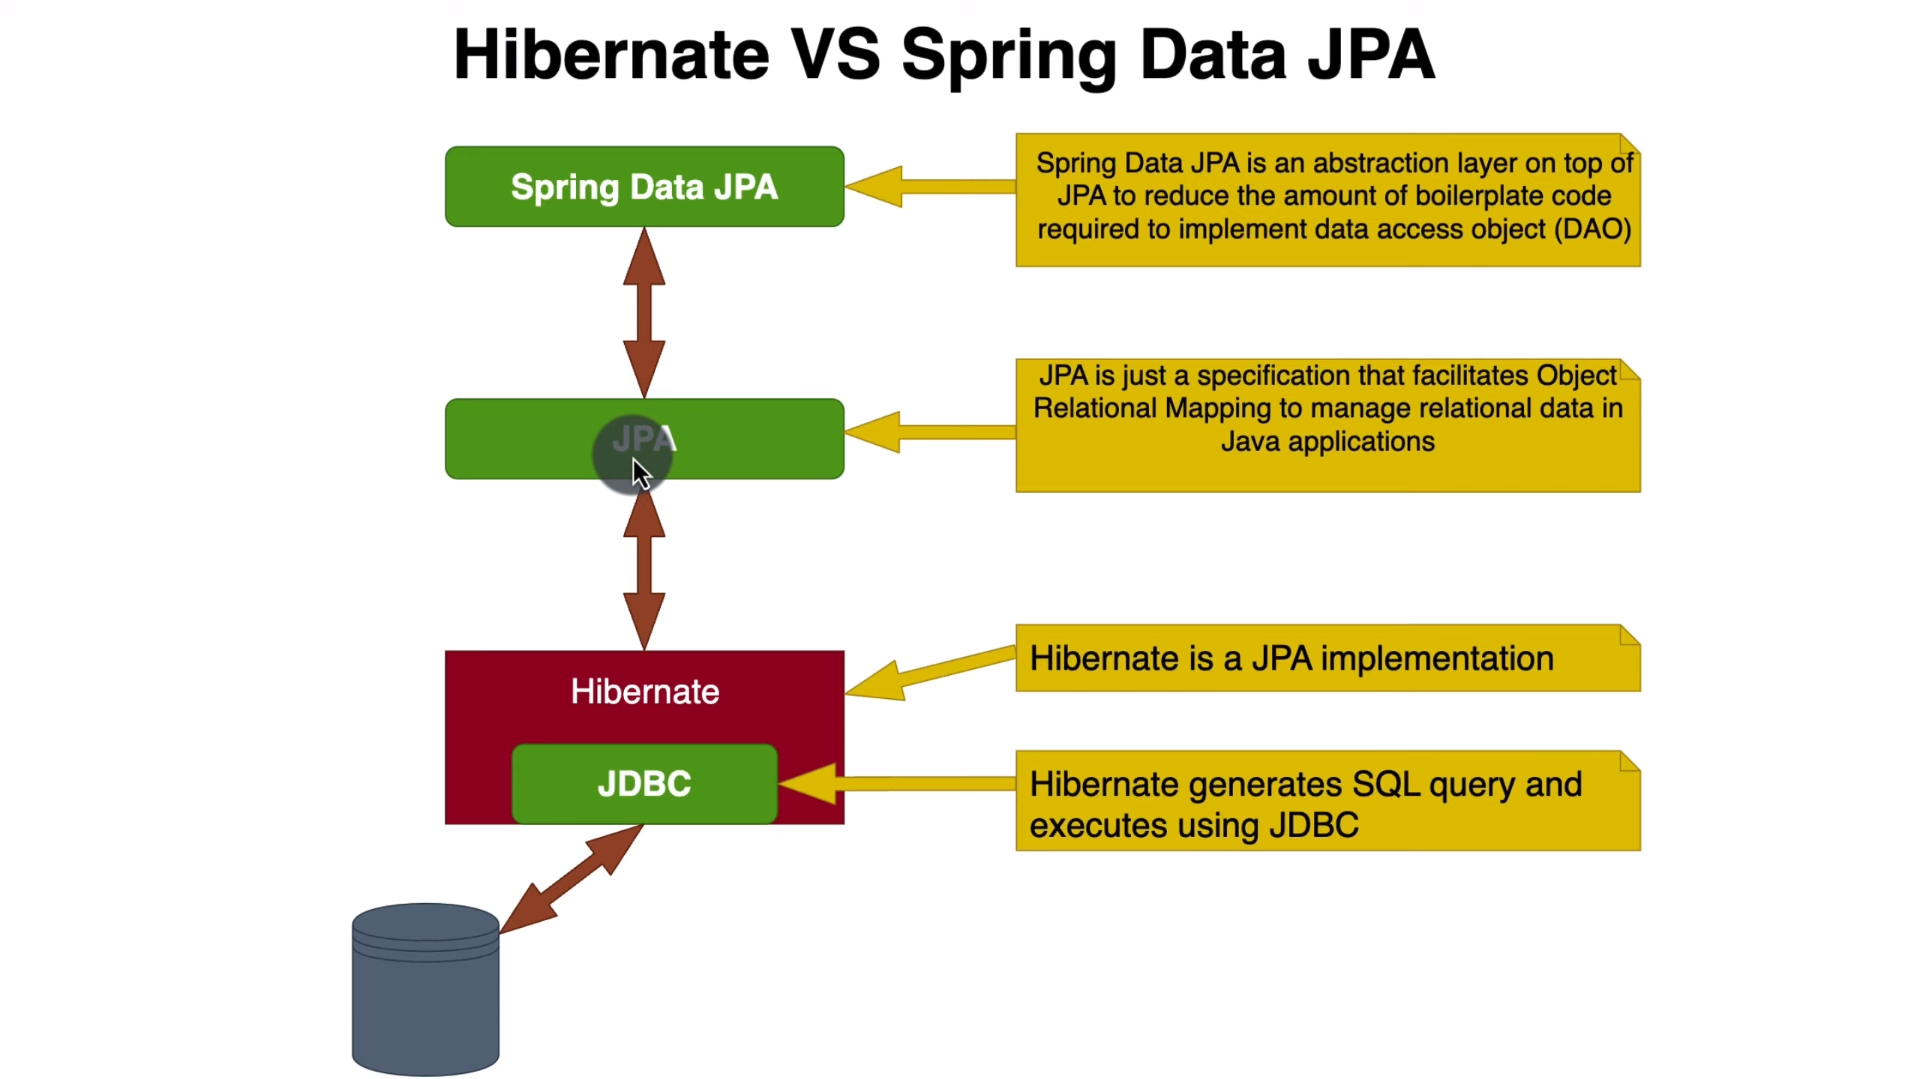 Hibernate VS Spring Data JPA
Spring Data JPA
Spring Data JPA is an abstraction layer on top of
JPA to reduce the amount of boilerplate code
required to implement data access object (DAO)
JPA
JPA is just a specification that facilitates Object
Relational Mapping to manage relational data in
Java applications
Hibernate
Hibernate is a JPA implementation
JDBC
Hibernate generates SQL query and
executes using JDBC